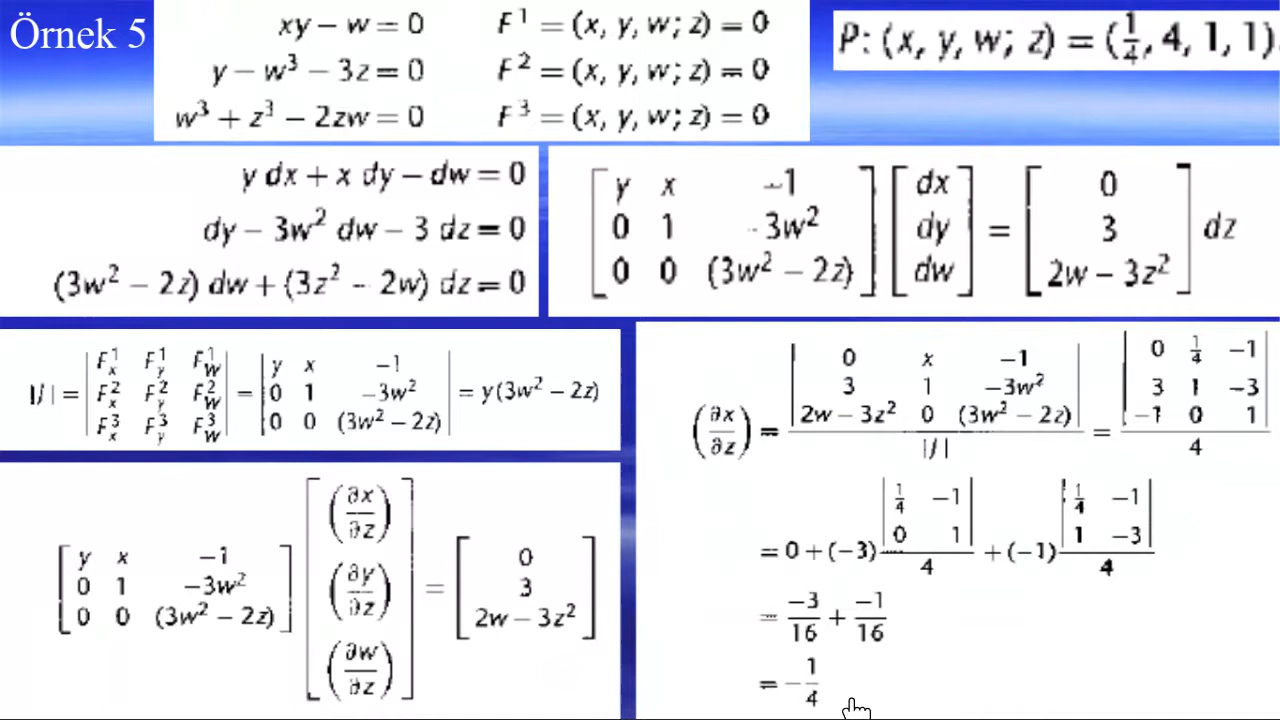 Örnek 5
xy − w = 0    F¹ = (x, y, w; z) = 0
y − w³ − 3z = 0    F² = (x, y, w; z) = 0
w³ + z³ − 2zw = 0    F³ = (x, y, w; z) = 0
P: (x, y, w; z) = (1/4, 4, 1, 1)
y dx + x dy − dw = 0
dy − 3w² dw − 3 dz = 0
(3w² − 2z) dw + (3z² − 2w) dz = 0
[y x −1; 0 1 -3w²; 0 0 (3w² − 2z)] [dx; dy; dw] = [0; 3; 2w − 3z²] dz
|J| = |F¹x F¹y F¹w; F²x F²y F²w; F³x F³y F³w| = |y x −1; 0 1 −3w²; 0 0 (3w² − 2z)| = y(3w² − 2z)
[y x −1; 0 1 −3w²; 0 0 (3w² − 2z)] [(∂x/∂z); (∂y/∂z); (∂w/∂z)] = [0; 3; 2w − 3z²]
(∂x/∂z) = |0 x −1; 3 1 −3w²; 2w − 3z² 0 (3w² − 2z)| / |J| = |0 1/4 −1; 3 1 −3; −1 0 1| / 4
= 0 + (−3) |1/4 −1; 0 1| / 4 + (−1) |1/4 −1; 1 −3| / 4
= −3/16 + −1/16
= − 1/4